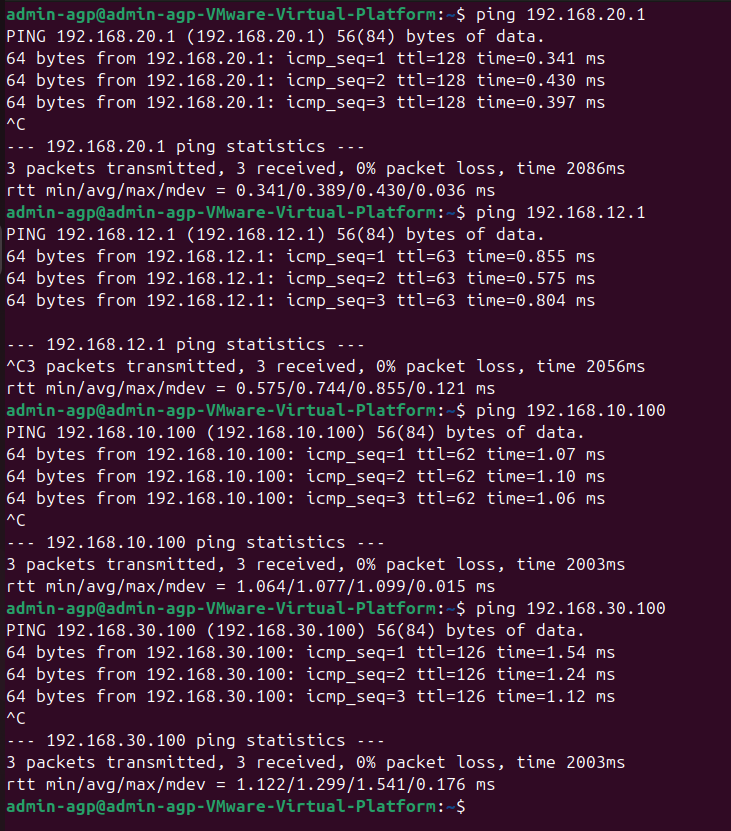 admin-agp@admin-agp-VMware-Virtual-Platform:~$ ping 192.168.20.1
PING 192.168.20.1 (192.168.20.1) 56(84) bytes of data.
64 bytes from 192.168.20.1: icmp_seq=1 ttl=128 time=0.341 ms
64 bytes from 192.168.20.1: icmp_seq=2 ttl=128 time=0.430 ms
64 bytes from 192.168.20.1: icmp_seq=3 ttl=128 time=0.397 ms
^C
--- 192.168.20.1 ping statistics ---
3 packets transmitted, 3 received, 0% packet loss, time 2086ms
rtt min/avg/max/mdev = 0.341/0.389/0.430/0.036 ms
admin-agp@admin-agp-VMware-Virtual-Platform:~$ ping 192.168.12.1
PING 192.168.12.1 (192.168.12.1) 56(84) bytes of data.
64 bytes from 192.168.12.1: icmp_seq=1 ttl=63 time=0.855 ms
64 bytes from 192.168.12.1: icmp_seq=2 ttl=63 time=0.575 ms
64 bytes from 192.168.12.1: icmp_seq=3 ttl=63 time=0.804 ms

--- 192.168.12.1 ping statistics ---
^C3 packets transmitted, 3 received, 0% packet loss, time 2056ms
rtt min/avg/max/mdev = 0.575/0.744/0.855/0.121 ms
admin-agp@admin-agp-VMware-Virtual-Platform:~$ ping 192.168.10.100
PING 192.168.10.100 (192.168.10.100) 56(84) bytes of data.
64 bytes from 192.168.10.100: icmp_seq=1 ttl=62 time=1.07 ms
64 bytes from 192.168.10.100: icmp_seq=2 ttl=62 time=1.10 ms
64 bytes from 192.168.10.100: icmp_seq=3 ttl=62 time=1.06 ms
^C
--- 192.168.10.100 ping statistics ---
3 packets transmitted, 3 received, 0% packet loss, time 2003ms
rtt min/avg/max/mdev = 1.064/1.077/1.099/0.015 ms
admin-agp@admin-agp-VMware-Virtual-Platform:~$ ping 192.168.30.100
PING 192.168.30.100 (192.168.30.100) 56(84) bytes of data.
64 bytes from 192.168.30.100: icmp_seq=1 ttl=126 time=1.54 ms
64 bytes from 192.168.30.100: icmp_seq=2 ttl=126 time=1.24 ms
64 bytes from 192.168.30.100: icmp_seq=3 ttl=126 time=1.12 ms
^C
--- 192.168.30.100 ping statistics ---
3 packets transmitted, 3 received, 0% packet loss, time 2003ms
rtt min/avg/max/mdev = 1.122/1.299/1.541/0.176 ms
admin-agp@admin-agp-VMware-Virtual-Platform:~$